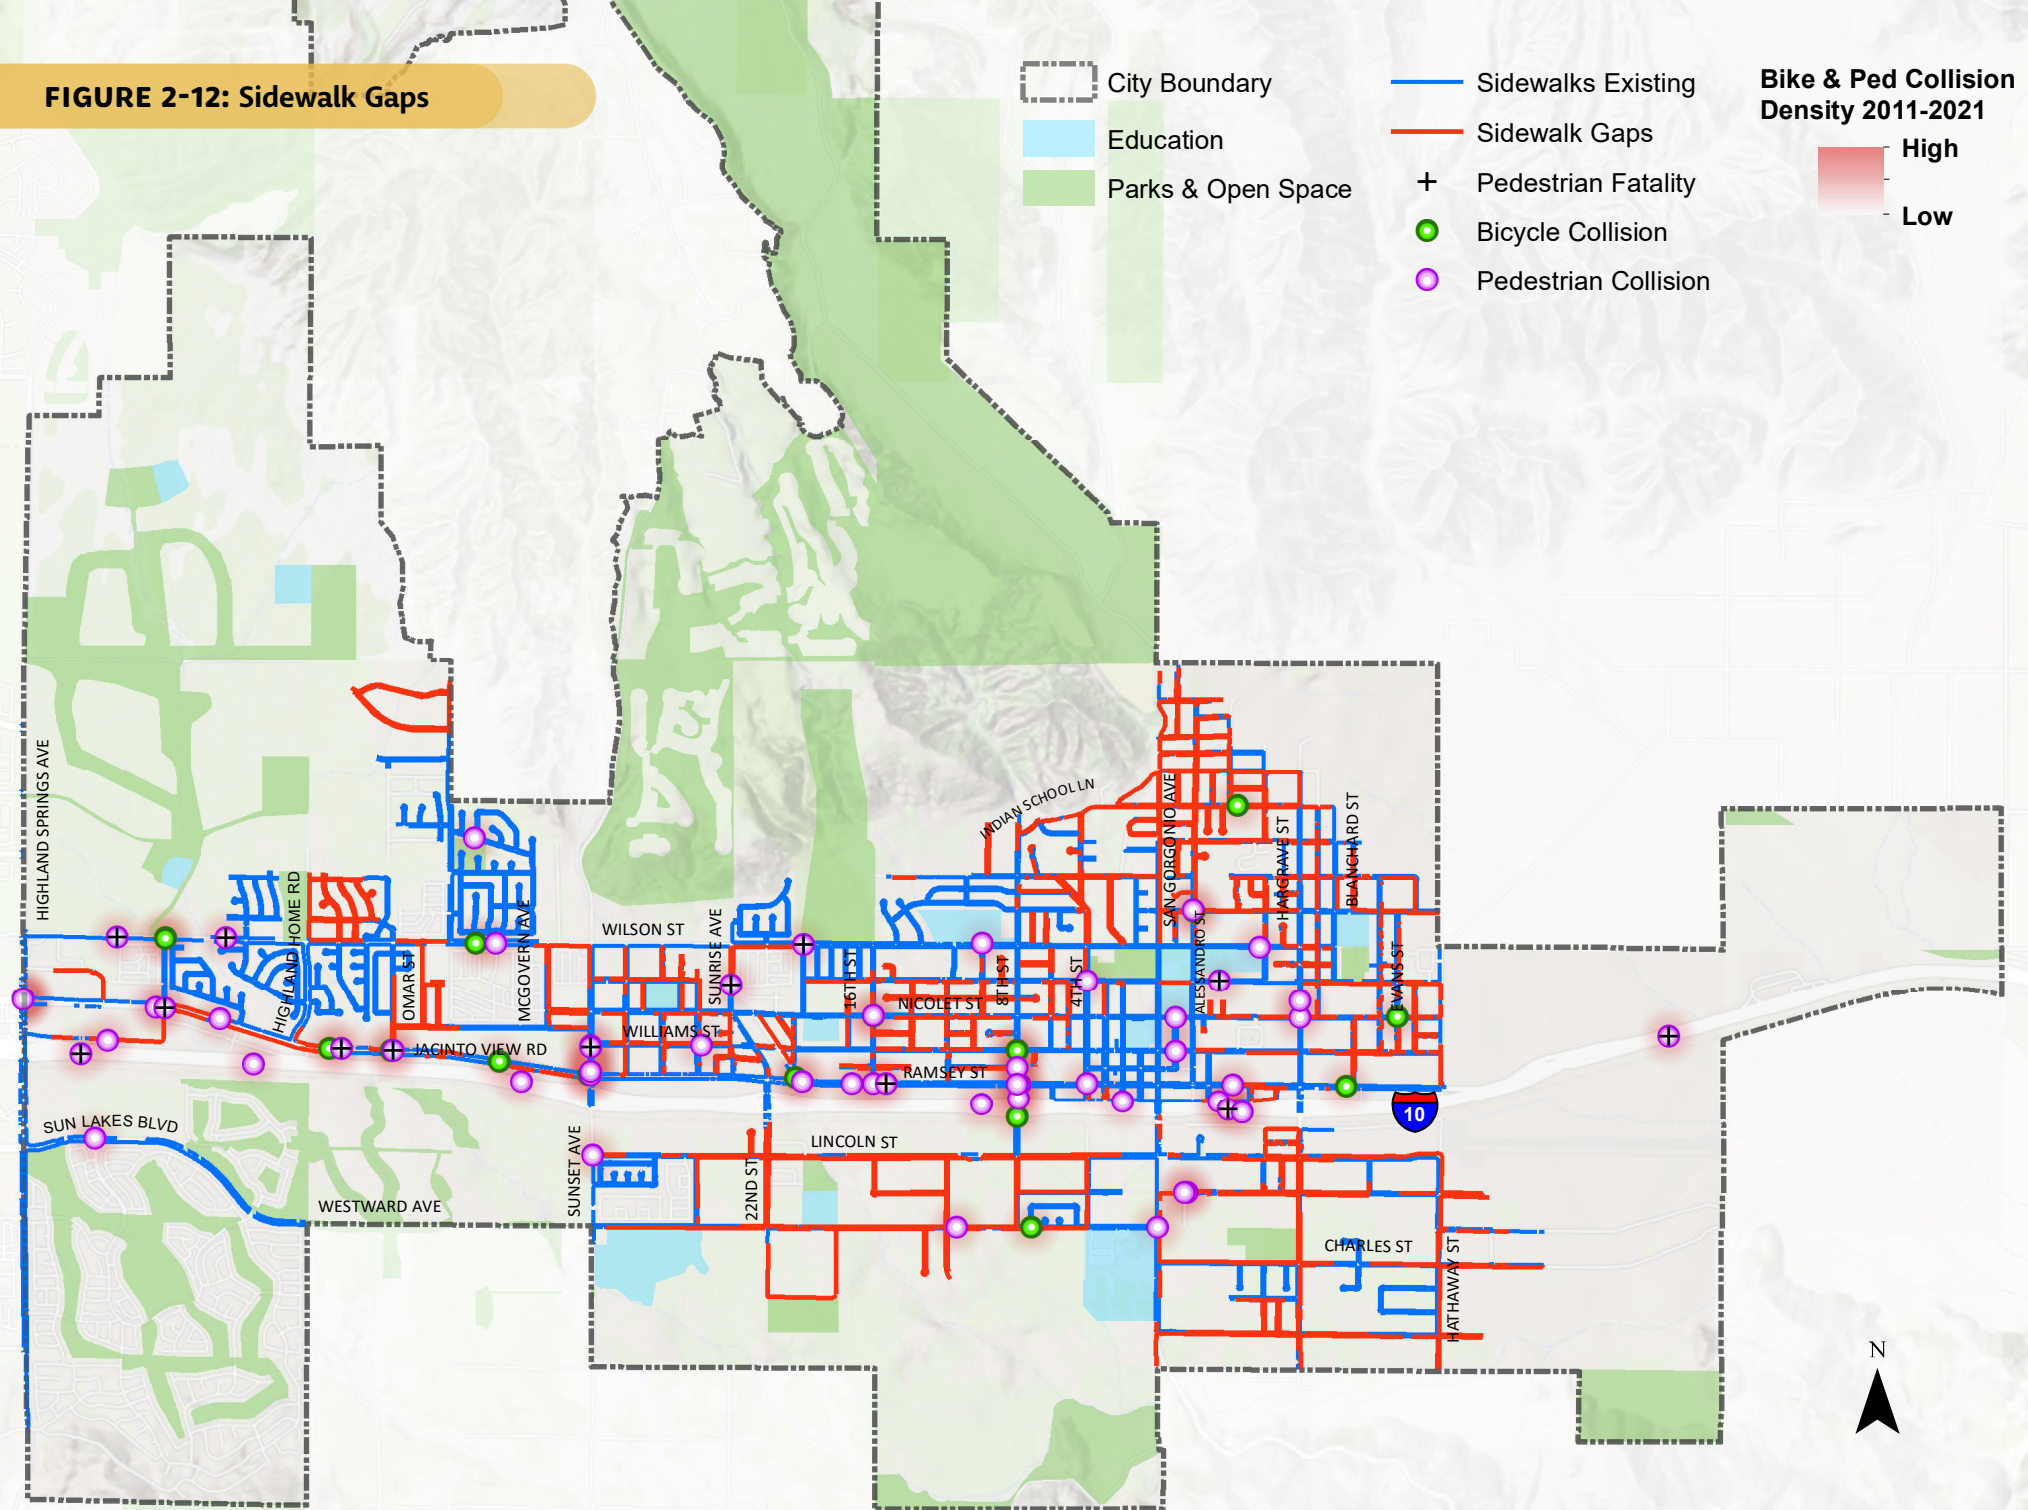 FIGURE 2-12: Sidewalk Gaps
City Boundary
Education
Parks & Open Space
Sidewalks Existing
Sidewalk Gaps
Pedestrian Fatality
Bicycle Collision
Pedestrian Collision
Bike & Ped Collision
Density 2011-2021
High
Low
HIGHLAND SPRINGS AVE
INDIAN SCHOOL LN
SAN GORGONIO AVE
HARGRAVE ST
BLANCHARD ST
HIGHLAND HOME RD
HIGHLAND HOME RD
OMAR ST
MCGOVERN AVE
WILSON ST
SUNRISE AVE
16TH ST
8TH ST
4TH ST
ALESSANDRO ST
EVANS ST
NICOLET ST
WILLIAMS ST
JACINTO VIEW RD
RAMSEY ST
10
SUN LAKES BLVD
LINCOLN ST
WESTWARD AVE
SUNSET AVE
22ND ST
CHARLES ST
HATHAWAY ST
N